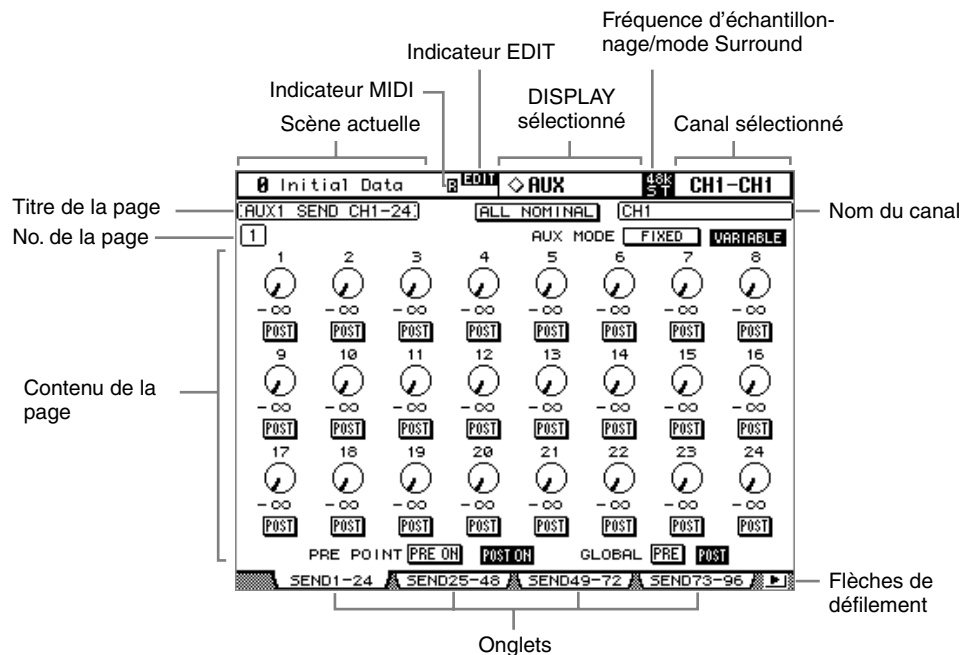 Fréquence d'échantillon-
nage/mode Surround
Indicateur EDIT
Indicateur MIDI
DISPLAY
sélectionné
Scène actuelle
Canal sélectionné
0 Initial Data R EDIT ◇ AUX 48K ST CH1-CH1
Titre de la page
AUX1 SEND CH1-24 ALL NOMINAL CH1
Nom du canal
No. de la page
1 AUX MODE FIXED VARIABLE
1 2 3 4 5 6 7 8
-∞ -∞ -∞ -∞ -∞ -∞ -∞ -∞
POST POST POST POST POST POST POST POST
9 10 11 12 13 14 15 16
Contenu de la
page
-∞ -∞ -∞ -∞ -∞ -∞ -∞ -∞
POST POST POST POST POST POST POST POST
17 18 19 20 21 22 23 24
-∞ -∞ -∞ -∞ -∞ -∞ -∞ -∞
POST POST POST POST POST POST POST POST
PRE POINT PRE ON POST ON GLOBAL PRE POST
SEND1-24 SEND25-48 SEND49-72 SEND73-96
Flèches de
défilement
Onglets